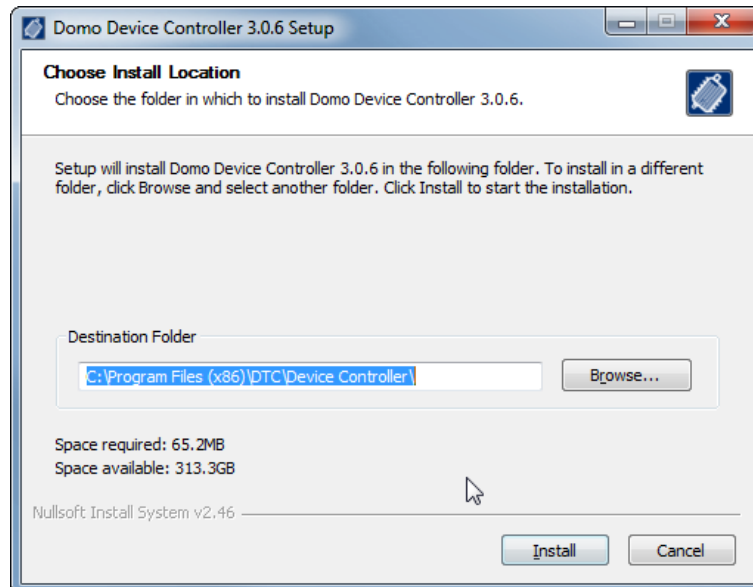 Domo Device Controller 3.0.6 Setup
Choose Install Location
Choose the folder in which to install Domo Device Controller 3.0.6.
Setup will install Domo Device Controller 3.0.6 in the following folder. To install in a different
folder, click Browse and select another folder. Click Install to start the installation.
Destination Folder
C:\Program Files (x86)\DTC\Device Controller\
Browse...
Space required: 65.2MB
Space available: 313.3GB
Nullsoft Install System v2.46
Install
Cancel